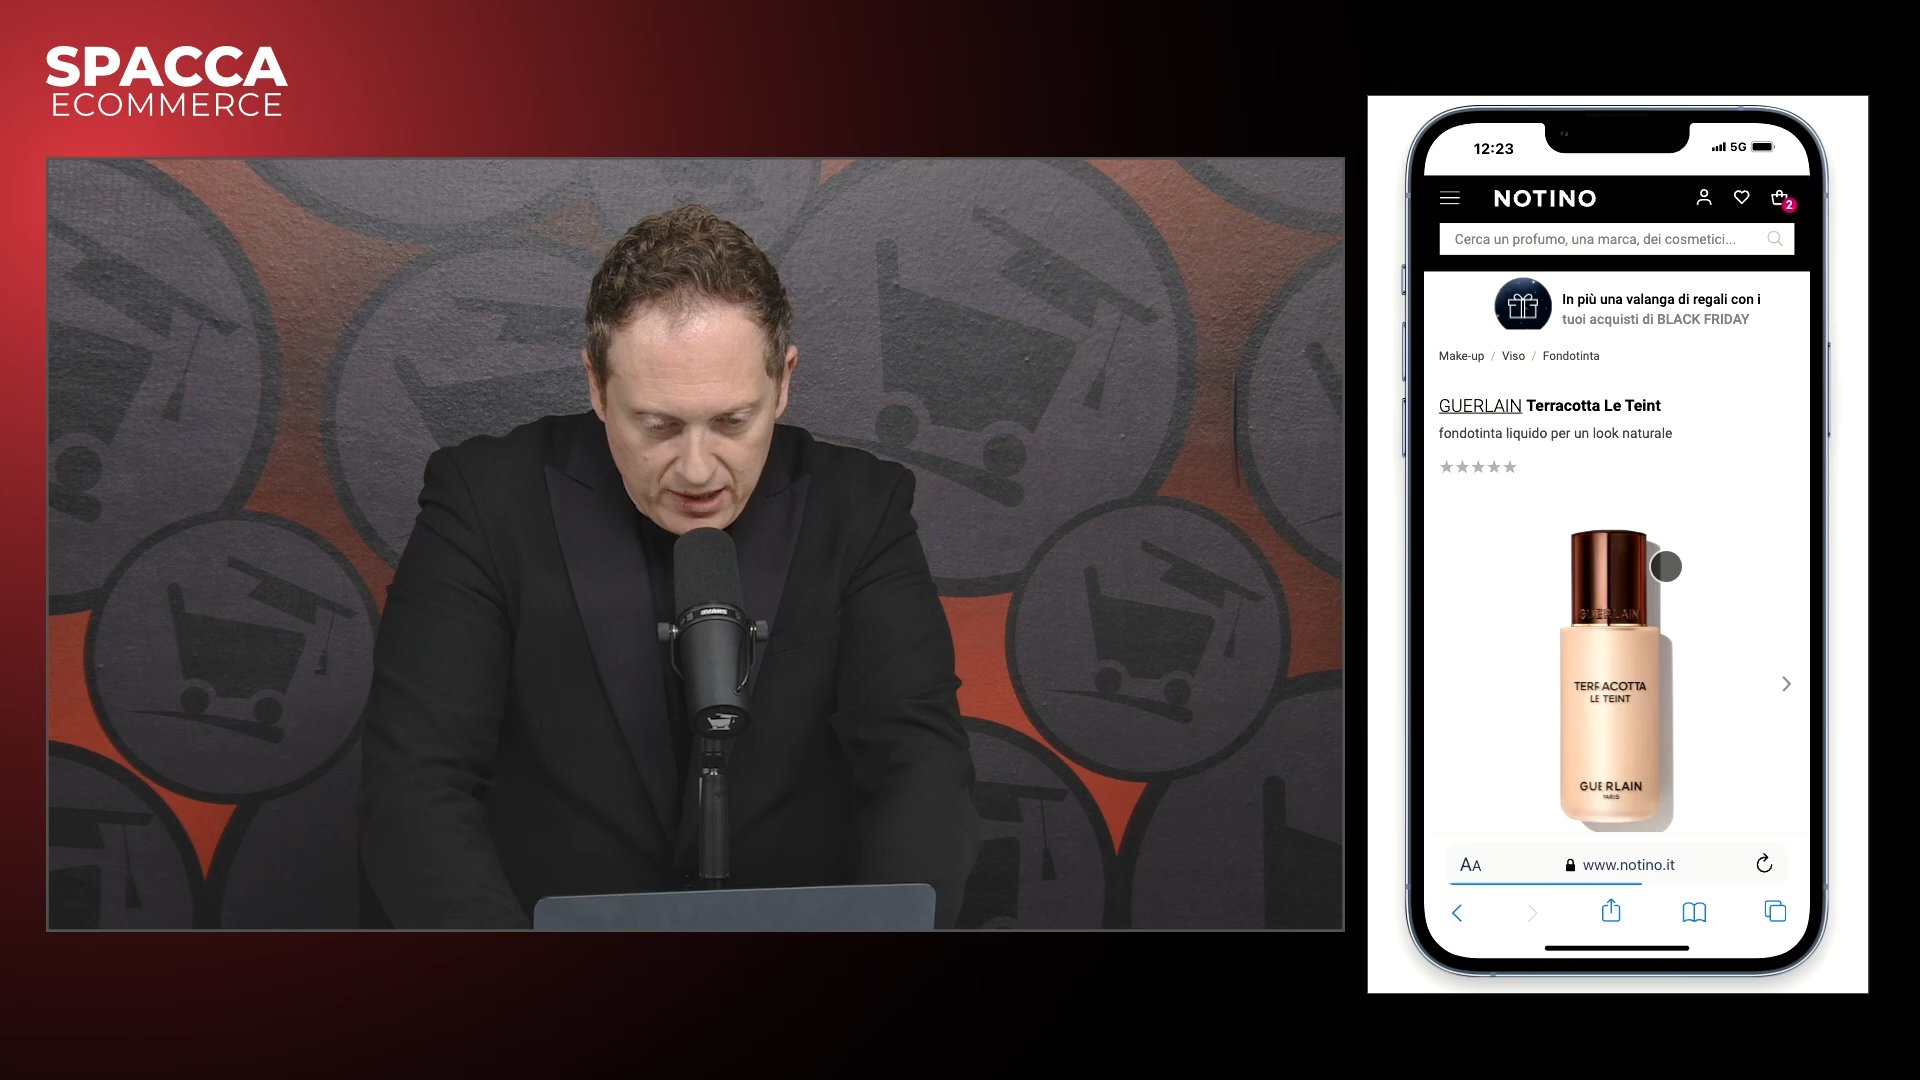 SPACCA
ECOMMERCE
12:23
5G
NOTINO
2
Cerca un profumo, una marca, dei cosmetici...
In più una valanga di regali con i
tuoi acquisti di BLACK FRIDAY
Make-up / Viso / Fondotinta
GUERLAIN Terracotta Le Teint
fondotinta liquido per un look naturale
GUERLAIN
TERRACOTTA
LE TEINT
GUERLAIN
PARIS
AA
www.notino.it
SHURE